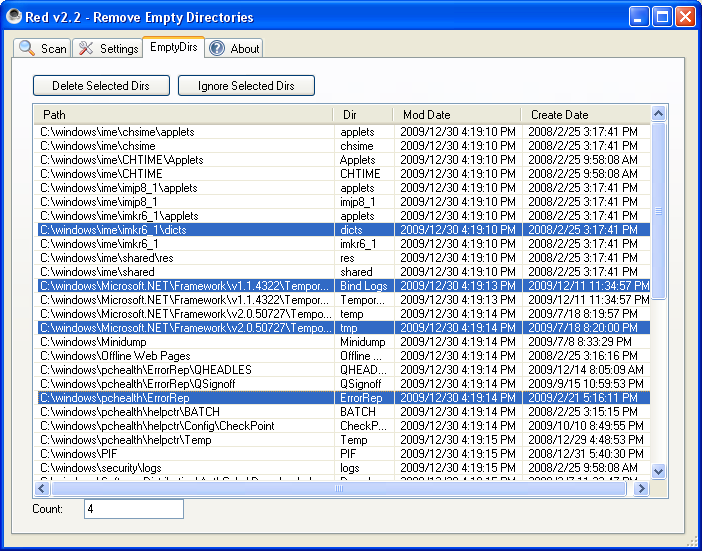 Red v2.2 - Remove Empty Directories
Scan Settings EmptyDirs About
Delete Selected Dirs Ignore Selected Dirs
Path Dir Mod Date Create Date
C:\windows\ime\chsime\applets applets 2009/12/30 4:19:10 PM 2008/2/25 3:17:41 PM
C:\windows\ime\chsime chsime 2009/12/30 4:19:10 PM 2008/2/25 3:17:41 PM
C:\windows\ime\CHTIME\Applets Applets 2009/12/30 4:19:10 PM 2008/2/25 9:58:08 AM
C:\windows\ime\CHTIME CHTIME 2009/12/30 4:19:10 PM 2008/2/25 9:58:08 AM
C:\windows\ime\imjp8_1\applets applets 2009/12/30 4:19:10 PM 2008/2/25 3:17:41 PM
C:\windows\ime\imjp8_1 imjp8_1 2009/12/30 4:19:10 PM 2008/2/25 3:17:41 PM
C:\windows\ime\imkr6_1\applets applets 2009/12/30 4:19:10 PM 2008/2/25 3:17:41 PM
C:\windows\ime\imkr6_1\dicts dicts 2009/12/30 4:19:10 PM 2008/2/25 3:17:41 PM
C:\windows\ime\imkr6_1 imkr6_1 2009/12/30 4:19:10 PM 2008/2/25 3:17:41 PM
C:\windows\ime\shared\res res 2009/12/30 4:19:10 PM 2008/2/25 3:17:41 PM
C:\windows\ime\shared shared 2009/12/30 4:19:10 PM 2008/2/25 3:17:41 PM
C:\windows\Microsoft.NET\Framework\v1.1.4322\Tempo... Bind Logs 2009/12/30 4:19:13 PM 2009/12/11 11:34:57 PM
C:\windows\Microsoft.NET\Framework\v1.1.4322\Tempor... Tempor... 2009/12/30 4:19:13 PM 2009/12/11 11:34:57 PM
C:\windows\Microsoft.NET\Framework\v2.0.50727\Tempo... temp 2009/12/30 4:19:14 PM 2009/7/18 8:19:57 PM
C:\windows\Microsoft.NET\Framework\v2.0.50727\Tempo... tmp 2009/12/30 4:19:14 PM 2009/7/18 8:20:00 PM
C:\windows\Minidump Minidump 2009/12/30 4:19:14 PM 2009/7/8 8:33:29 PM
C:\windows\Offline Web Pages Offline ... 2009/12/30 4:19:14 PM 2008/2/25 3:16:16 PM
C:\windows\pchealth\ErrorRep\QHEADLES QHEAD... 2009/12/30 4:19:14 PM 2009/12/14 8:05:09 AM
C:\windows\pchealth\ErrorRep\QSignoff QSignoff 2009/12/30 4:19:14 PM 2009/9/15 10:59:53 PM
C:\windows\pchealth\ErrorRep ErrorRep 2009/12/30 4:19:14 PM 2009/2/21 5:16:11 PM
C:\windows\pchealth\helpctr\BATCH BATCH 2009/12/30 4:19:14 PM 2008/2/25 3:15:15 PM
C:\windows\pchealth\helpctr\Config\CheckPoint CheckP... 2009/12/30 4:19:14 PM 2009/10/10 8:49:55 PM
C:\windows\pchealth\helpctr\Temp Temp 2009/12/30 4:19:15 PM 2008/12/29 4:48:53 PM
C:\windows\PIF PIF 2009/12/30 4:19:15 PM 2008/12/31 5:40:30 PM
C:\windows\security\logs logs 2009/12/30 4:19:15 PM 2008/2/25 9:58:08 AM
Count: 4